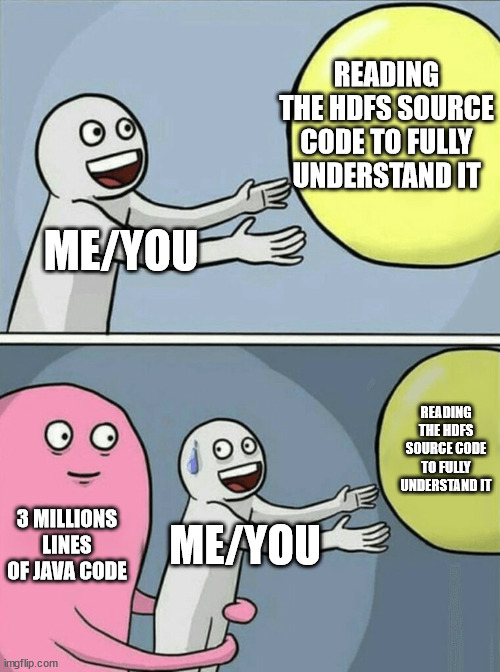 READING
THE HDFS SOURCE
CODE TO FULLY
UNDERSTAND IT
ME/YOU
READING
THE HDFS
SOURCE CODE
TO FULLY
UNDERSTAND IT
3 MILLIONS
LINES
OF JAVA CODE
ME/YOU
imgflip.com